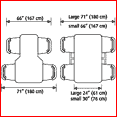 66" (167 cm)
Large 71" (180 cm)
small 66" (167 cm)
71" (180 cm)
Large 24" (61 cm)
small 30" (76 cm)